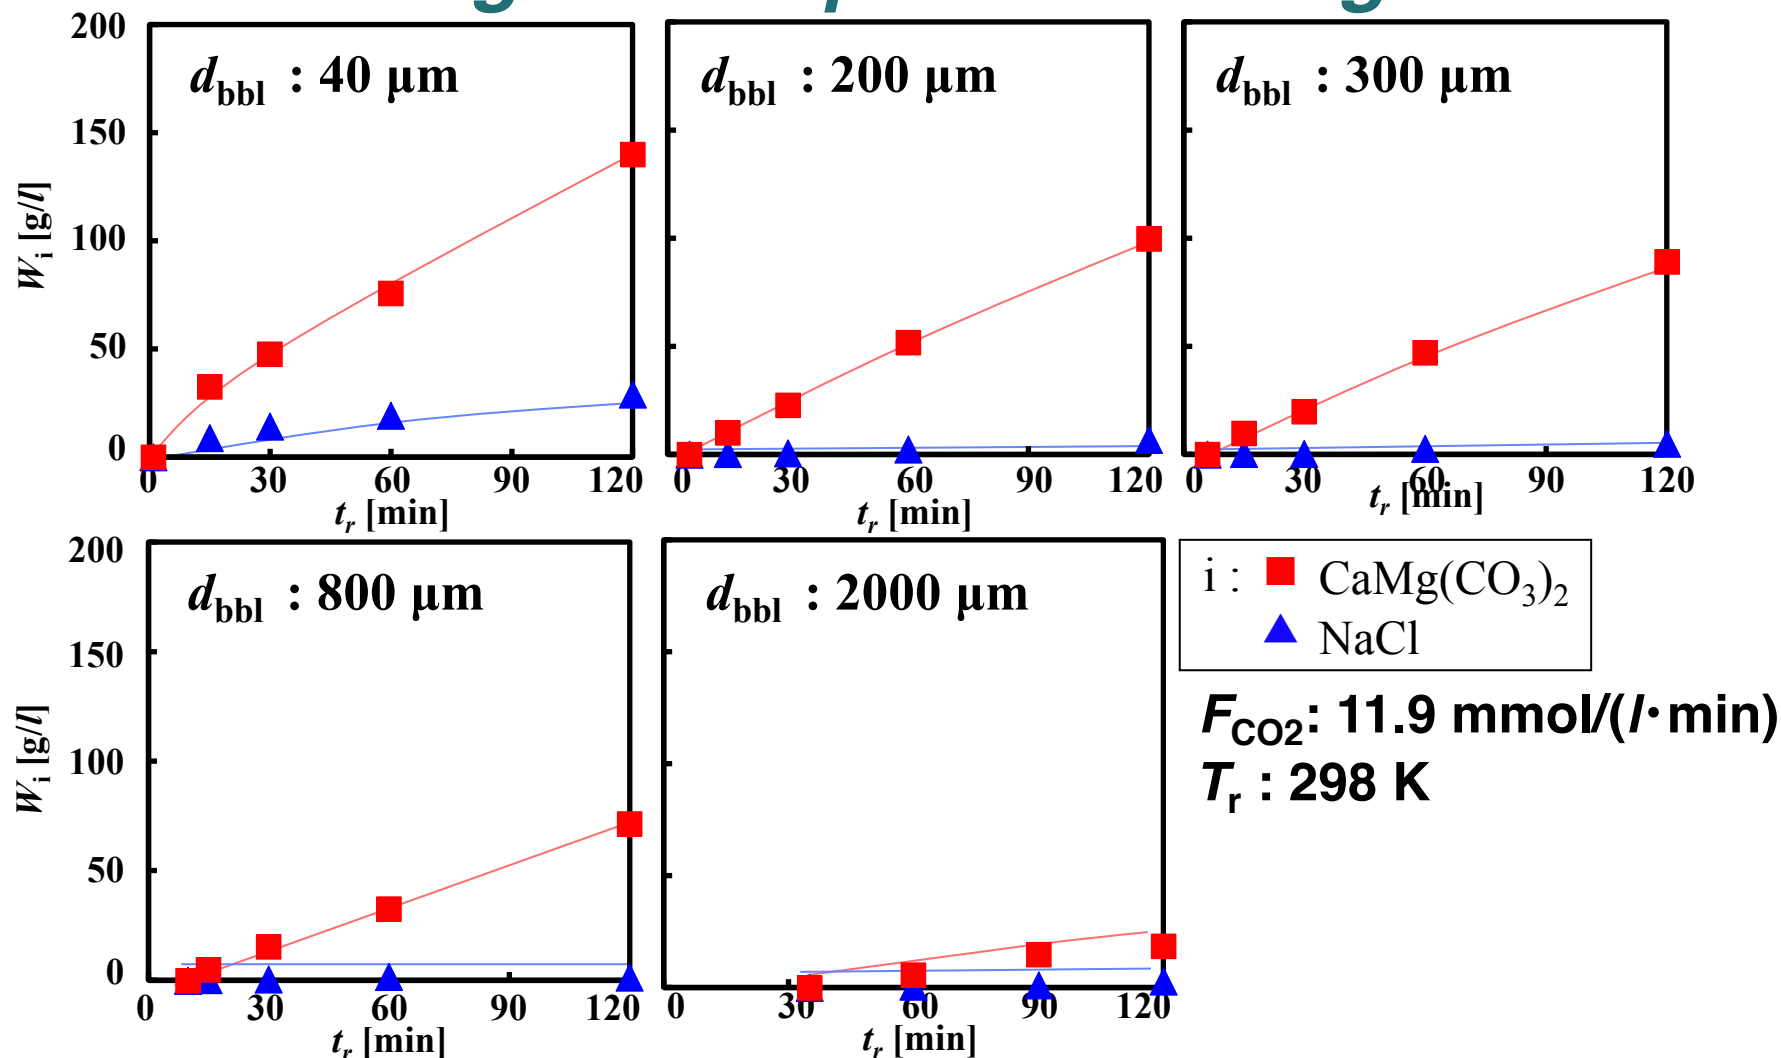 d_bbl : 40 μm
d_bbl : 200 μm
d_bbl : 300 μm
200
150
100
50
0
W_i [g/l]
0 30 60 90 120
t_r [min]
0 30 60 90 120
t_r [min]
0 30 60 90 120
t_r [min]
d_bbl : 800 μm
d_bbl : 2000 μm
200
150
100
50
0
W_i [g/l]
0 30 60 90 120
t_r [min]
0 30 60 90 120
t_r [min]
i : CaMg(CO₃)₂
NaCl
F_CO2: 11.9 mmol/(l·min)
T_r : 298 K